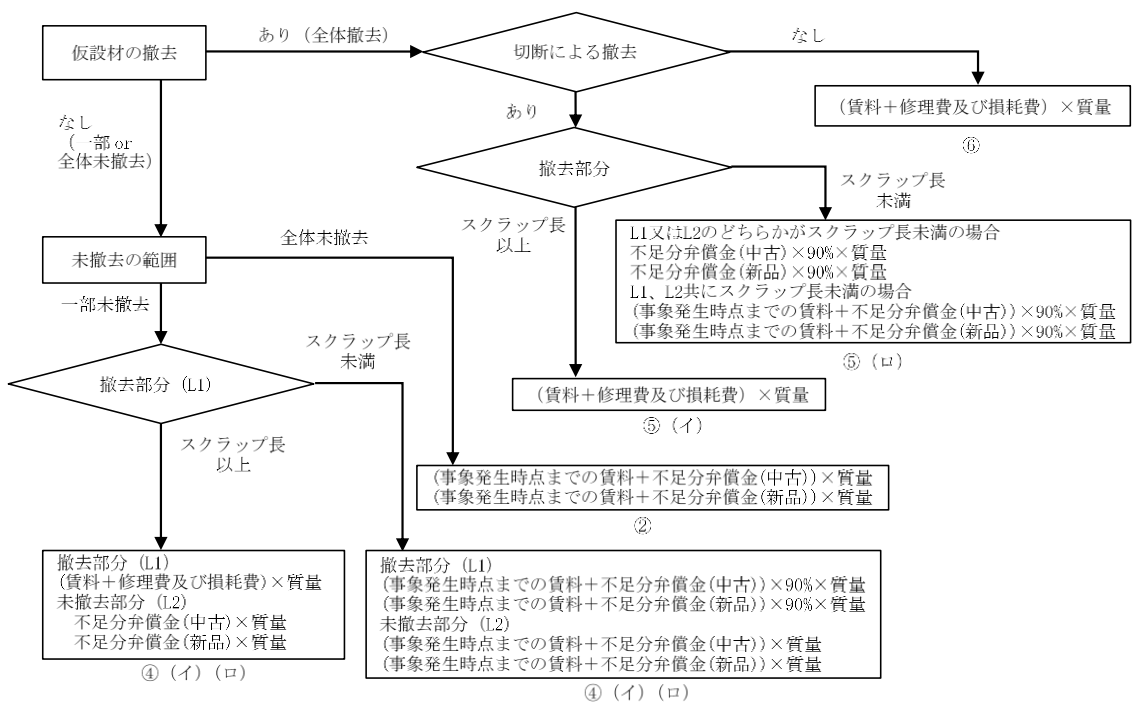 仮設材の撤去
あり（全体撤去）
切断による撤去
なし
（賃料＋修理費及び損耗費）×質量
⑥
なし
（一部 or
全体未撤去）
あり
撤去部分
スクラップ長
未満
スクラップ長
以上
L1又はL2のどちらかがスクラップ長未満の場合
不足分弁償金(中古)×90%×質量
不足分弁償金(新品)×90%×質量
L1、L2共にスクラップ長未満の場合
(事象発生時点までの賃料＋不足分弁償金(中古))×90%×質量
(事象発生時点までの賃料＋不足分弁償金(新品))×90%×質量
⑤（ロ）
（賃料＋修理費及び損耗費）×質量
⑤（イ）
未撤去の範囲
全体未撤去
一部未撤去
撤去部分（L1）
スクラップ長
未満
スクラップ長
以上
(事象発生時点までの賃料＋不足分弁償金(中古))×質量
(事象発生時点までの賃料＋不足分弁償金(新品))×質量
②
撤去部分（L1）
(賃料＋修理費及び損耗費)×質量
未撤去部分（L2）
不足分弁償金(中古)×質量
不足分弁償金(新品)×質量
④（イ）（ロ）
撤去部分（L1）
(事象発生時点までの賃料＋不足分弁償金(中古))×90%×質量
(事象発生時点までの賃料＋不足分弁償金(新品))×90%×質量
未撤去部分（L2）
(事象発生時点までの賃料＋不足分弁償金(中古))×質量
(事象発生時点までの賃料＋不足分弁償金(新品))×質量
④（イ）（ロ）